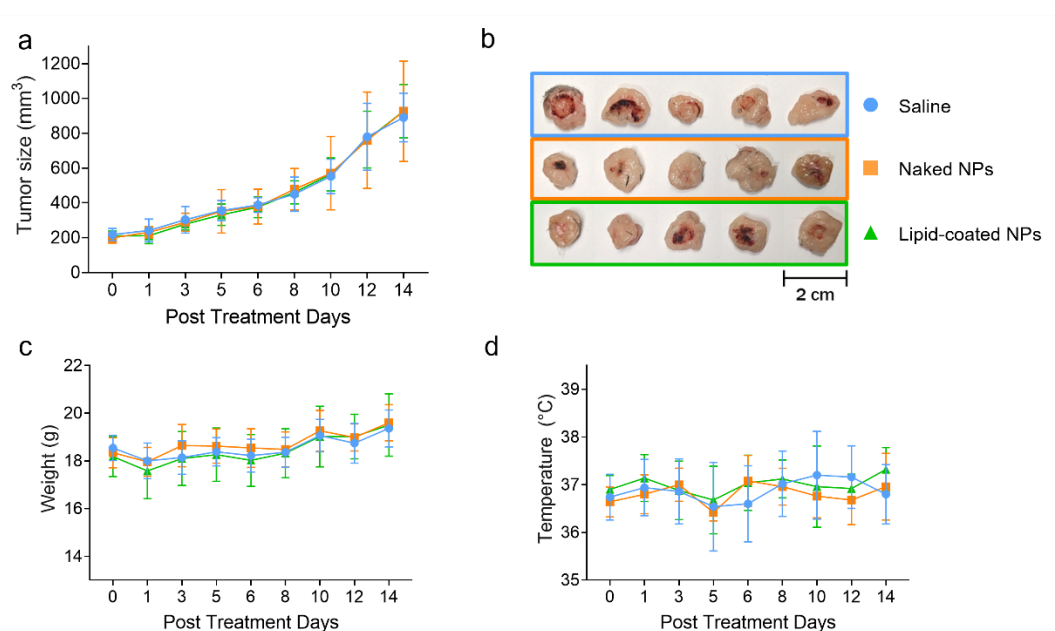 a
1200
1000
800
600
400
200
0
Tumor size (mm³)
0 1 3 5 6 8 10 12 14
Post Treatment Days
b
Saline
Naked NPs
Lipid-coated NPs
2 cm
c
22
20
18
16
14
Weight (g)
0 1 3 5 6 8 10 12 14
Post Treatment Days
d
39
38
37
36
35
Temperature (°C)
0 1 3 5 6 8 10 12 14
Post Treatment Days